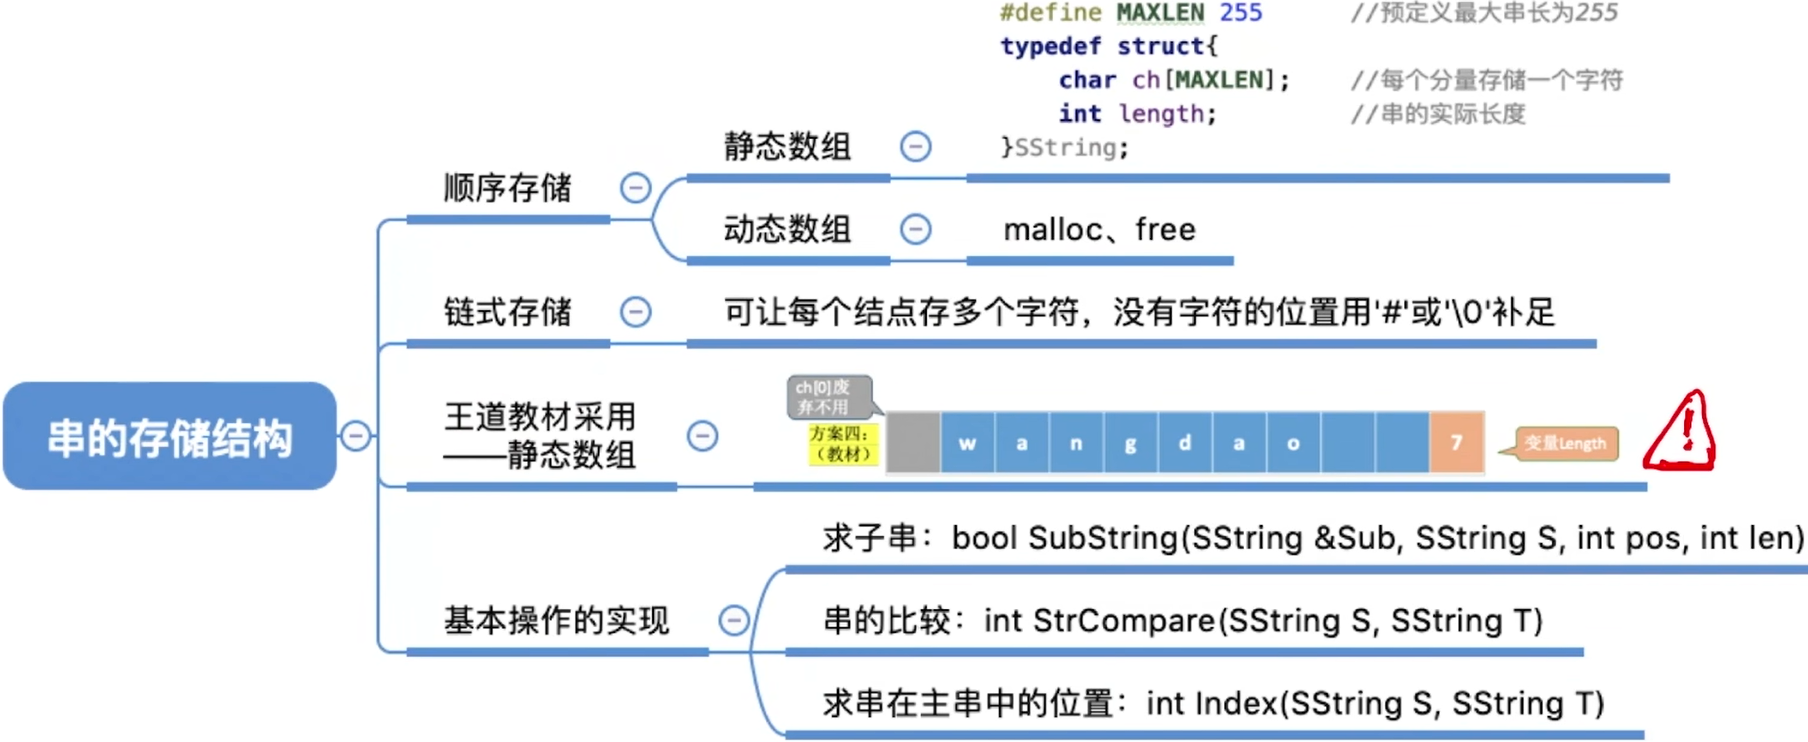 #define MAXLEN 255 //预定义最大串长为255
typedef struct{
char ch[MAXLEN]; //每个分量存储一个字符
int length; //串的实际长度
}SString;
静态数组
顺序存储
动态数组
malloc、free
链式存储
可让每个结点存多个字符，没有字符的位置用'#'或'\0'补足
串的存储结构
王道教材采用
——静态数组
ch[0]废
弃不用
方案四：
（教材）
w a n g d a o 7
变量Length
!
求子串：bool SubString(SString &Sub, SString S, int pos, int len)
基本操作的实现
串的比较：int StrCompare(SString S, SString T)
求串在主串中的位置：int Index(SString S, SString T)